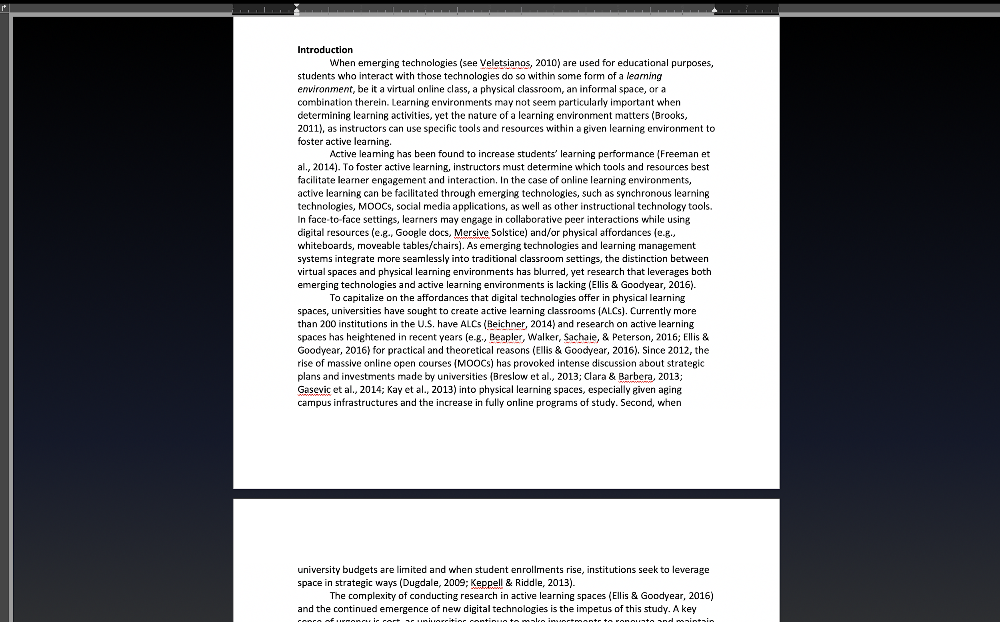 7
Introduction
When emerging technologies (see Veletsianos, 2010) are used for educational purposes,
students who interact with those technologies do so within some form of a learning
environment, be it a virtual online class, a physical classroom, an informal space, or a
combination therein. Learning environments may not seem particularly important when
determining learning activities, yet the nature of a learning environment matters (Brooks,
2011), as instructors can use specific tools and resources within a given learning environment to
foster active learning.
Active learning has been found to increase students’ learning performance (Freeman et
al., 2014). To foster active learning, instructors must determine which tools and resources best
facilitate learner engagement and interaction. In the case of online learning environments,
active learning can be facilitated through emerging technologies, such as synchronous learning
technologies, MOOCs, social media applications, as well as other instructional technology tools.
In face-to-face settings, learners may engage in collaborative peer interactions while using
digital resources (e.g., Google docs, Mersive Solstice) and/or physical affordances (e.g.,
whiteboards, moveable tables/chairs). As emerging technologies and learning management
systems integrate more seamlessly into traditional classroom settings, the distinction between
virtual spaces and physical learning environments has blurred, yet research that leverages both
emerging technologies and active learning environments is lacking (Ellis & Goodyear, 2016).
To capitalize on the affordances that digital technologies offer in physical learning
spaces, universities have sought to create active learning classrooms (ALCs). Currently more
than 200 institutions in the U.S. have ALCs (Beichner, 2014) and research on active learning
spaces has heightened in recent years (e.g., Beapler, Walker, Sachaie, & Peterson, 2016; Ellis &
Goodyear, 2016) for practical and theoretical reasons (Ellis & Goodyear, 2016). Since 2012, the
rise of massive online open courses (MOOCs) has provoked intense discussion about strategic
plans and investments made by universities (Breslow et al., 2013; Clara & Barbera, 2013;
Gasevic et al., 2014; Kay et al., 2013) into physical learning spaces, especially given aging
campus infrastructures and the increase in fully online programs of study. Second, when
university budgets are limited and when student enrollments rise, institutions seek to leverage
space in strategic ways (Dugdale, 2009; Keppell & Riddle, 2013).
The complexity of conducting research in active learning spaces (Ellis & Goodyear, 2016)
and the continued emergence of new digital technologies is the impetus of this study. A key
sense of urgency is cost, as universities continue to make investments to renovate and maintain